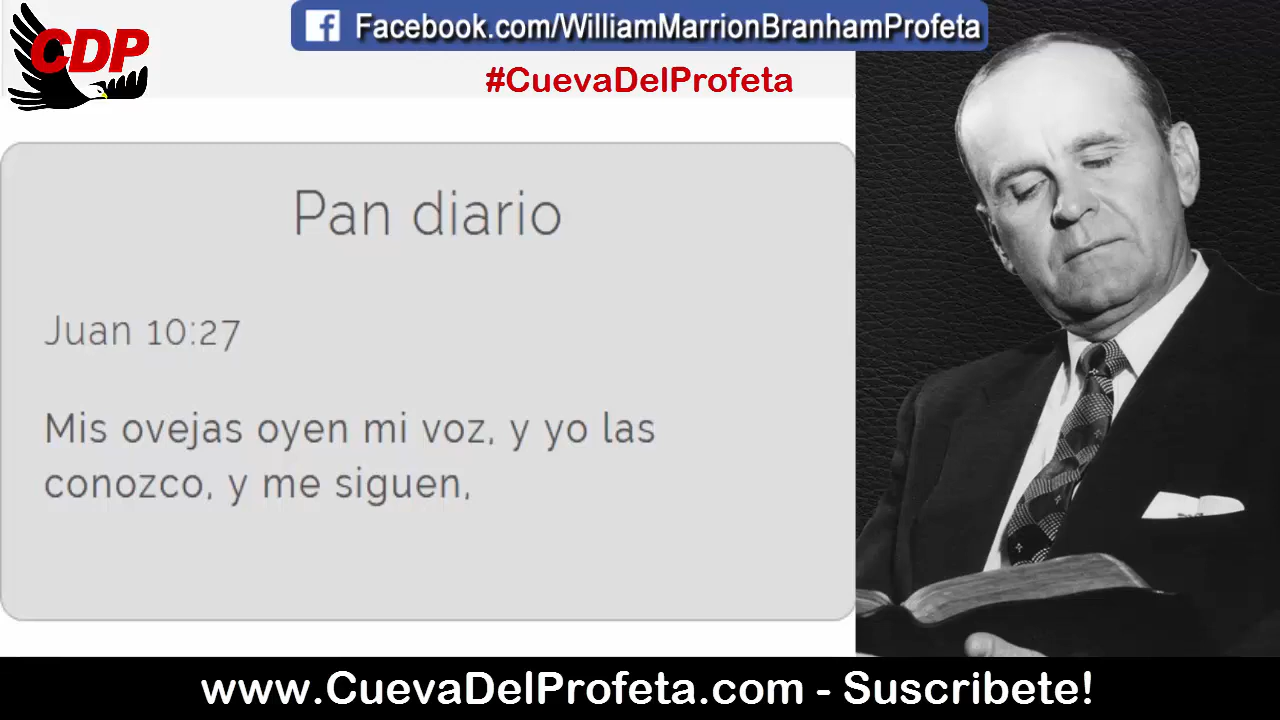 CDP
Facebook.com/WilliamMarrionBranhamProfeta
#CuevaDelProfeta
Pan diario
Juan 10:27
Mis ovejas oyen mi voz, y yo las
conozco, y me siguen,
www.CuevaDelProfeta.com - Suscribete!